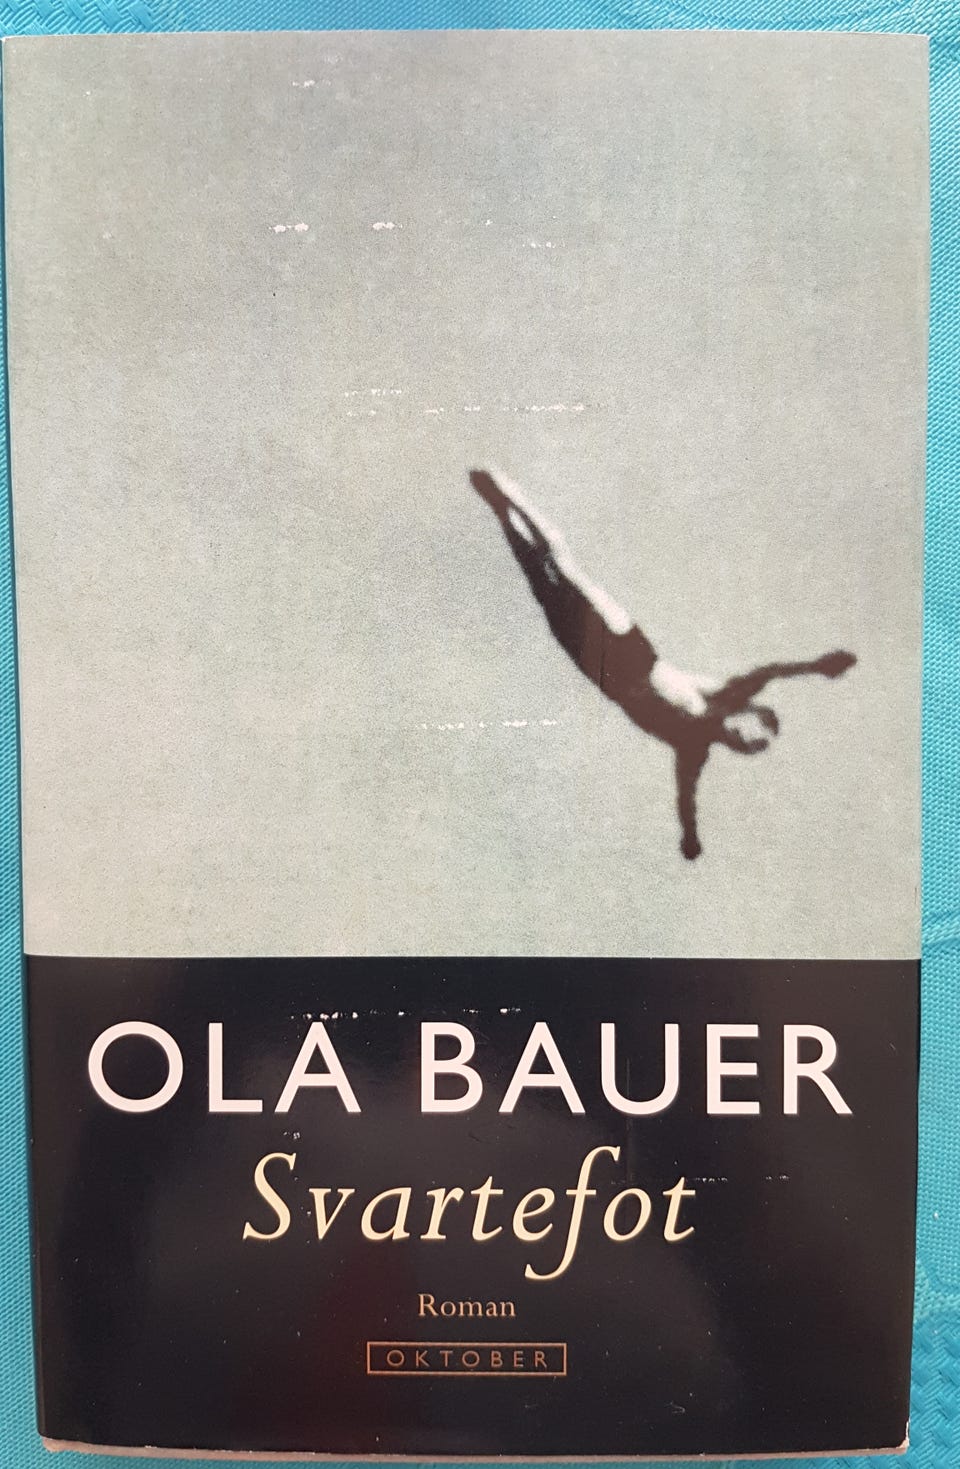 OLA BAUER
Svartefot
Roman
OKTOBER